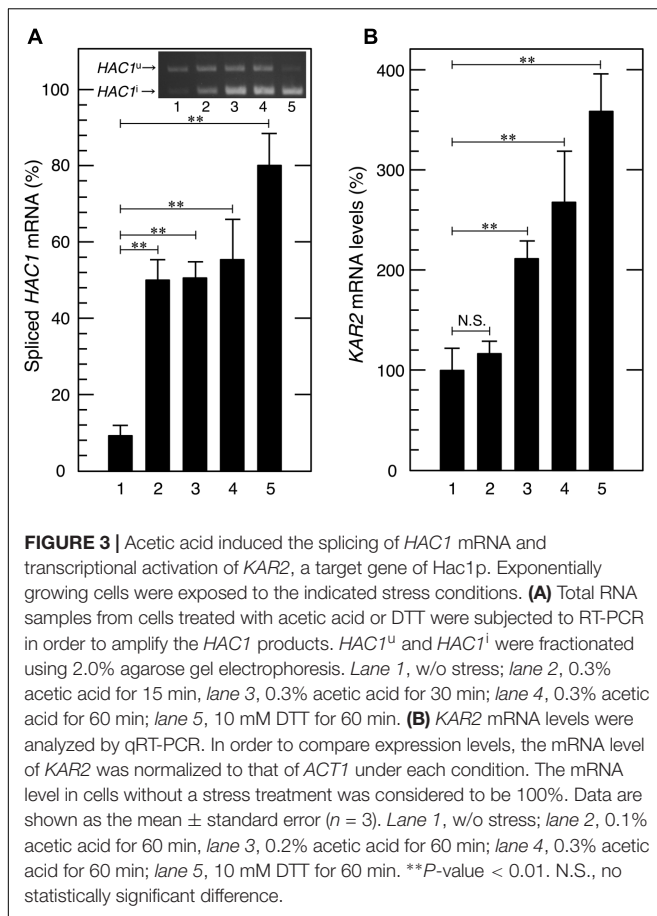 A
B
HAC1ᵘ→
HAC1ⁱ→
1 2 3 4 5
100
80
60
40
20
0
Spliced HAC1 mRNA (%)
**
**
**
**
1 2 3 4 5
400
300
200
100
0
KAR2 mRNA levels (%)
**
**
**
N.S.
1 2 3 4 5
FIGURE 3 | Acetic acid induced the splicing of HAC1 mRNA and
transcriptional activation of KAR2, a target gene of Hac1p. Exponentially
growing cells were exposed to the indicated stress conditions. (A) Total RNA
samples from cells treated with acetic acid or DTT were subjected to RT-PCR
in order to amplify the HAC1 products. HAC1ᵘ and HAC1ⁱ were fractionated
using 2.0% agarose gel electrophoresis. Lane 1, w/o stress; lane 2, 0.3%
acetic acid for 15 min, lane 3, 0.3% acetic acid for 30 min; lane 4, 0.3% acetic
acid for 60 min; lane 5, 10 mM DTT for 60 min. (B) KAR2 mRNA levels were
analyzed by qRT-PCR. In order to compare expression levels, the mRNA level
of KAR2 was normalized to that of ACT1 under each condition. The mRNA
level in cells without a stress treatment was considered to be 100%. Data are
shown as the mean ± standard error (n = 3). Lane 1, w/o stress; lane 2, 0.1%
acetic acid for 60 min, lane 3, 0.2% acetic acid for 60 min; lane 4, 0.3% acetic
acid for 60 min; lane 5, 10 mM DTT for 60 min. **P-value < 0.01. N.S., no
statistically significant difference.